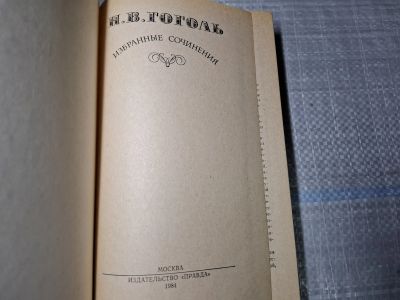 Н.В.ГОГОЛЬ
ИЗБРАННЫЕ СОЧИНЕНИЯ
МОСКВА
ИЗДАТЕЛЬСТВО «ПРАВДА»
1984